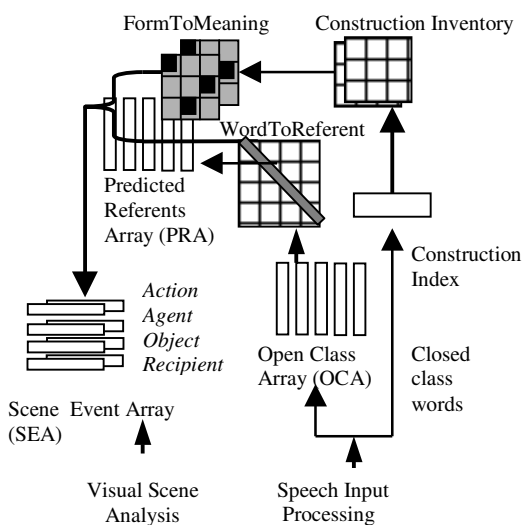 FormToMeaning
Construction Inventory
WordToReferent
Predicted
Referents
Array (PRA)
Construction
Index
Action
Agent
Object
Recipient
Open Class
Array (OCA)
Closed
class
words
Scene Event Array
(SEA)
Visual Scene
Analysis
Speech Input
Processing